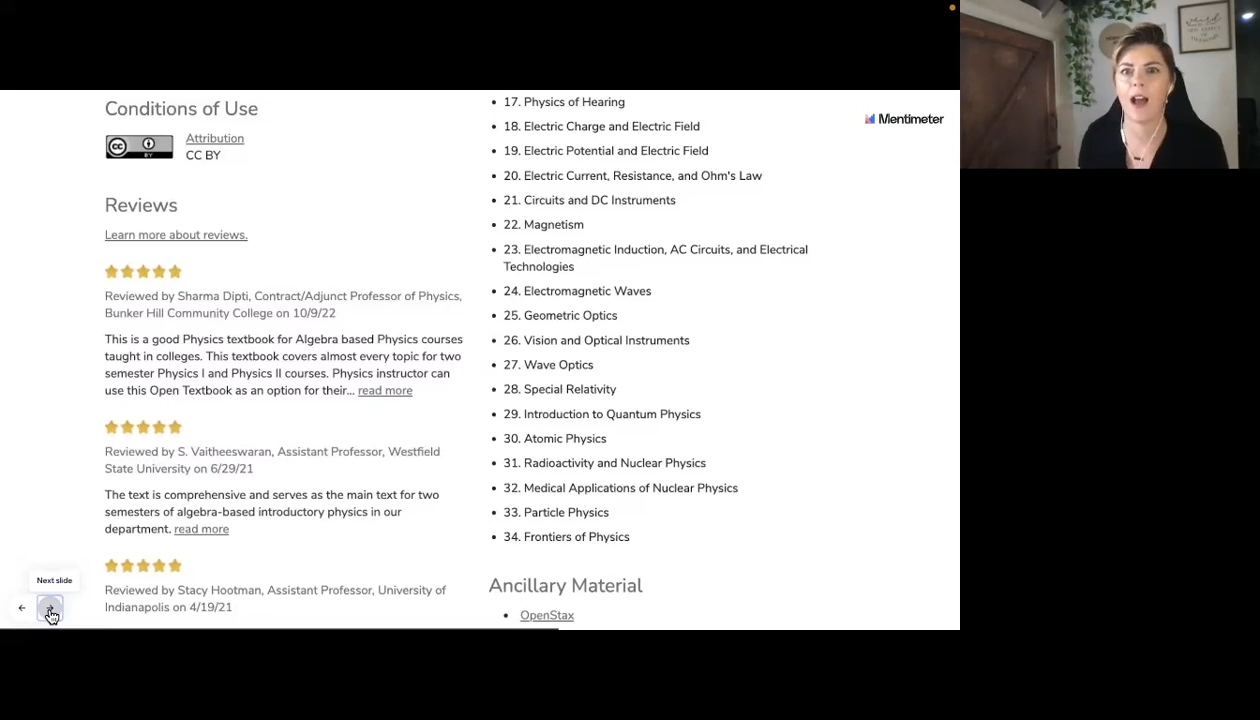 Conditions of Use
CC BY
Attribution
CC BY
Reviews
Learn more about reviews.
Reviewed by Sharma Dipti, Contract/Adjunct Professor of Physics,
Bunker Hill Community College on 10/9/22
This is a good Physics textbook for Algebra based Physics courses
taught in colleges. This textbook covers almost every topic for two
semester Physics I and Physics II courses. Physics instructor can
use this Open Textbook as an option for their... read more
Reviewed by S. Vaitheeswaran, Assistant Professor, Westfield
State University on 6/29/21
The text is comprehensive and serves as the main text for two
semesters of algebra-based introductory physics in our
department. read more
Reviewed by Stacy Hootman, Assistant Professor, University of
Indianapolis on 4/19/21
Next slide
17. Physics of Hearing
18. Electric Charge and Electric Field
19. Electric Potential and Electric Field
20. Electric Current, Resistance, and Ohm's Law
21. Circuits and DC Instruments
22. Magnetism
23. Electromagnetic Induction, AC Circuits, and Electrical
Technologies
24. Electromagnetic Waves
25. Geometric Optics
26. Vision and Optical Instruments
27. Wave Optics
28. Special Relativity
29. Introduction to Quantum Physics
30. Atomic Physics
31. Radioactivity and Nuclear Physics
32. Medical Applications of Nuclear Physics
33. Particle Physics
34. Frontiers of Physics
Ancillary Material
OpenStax
Mentimeter